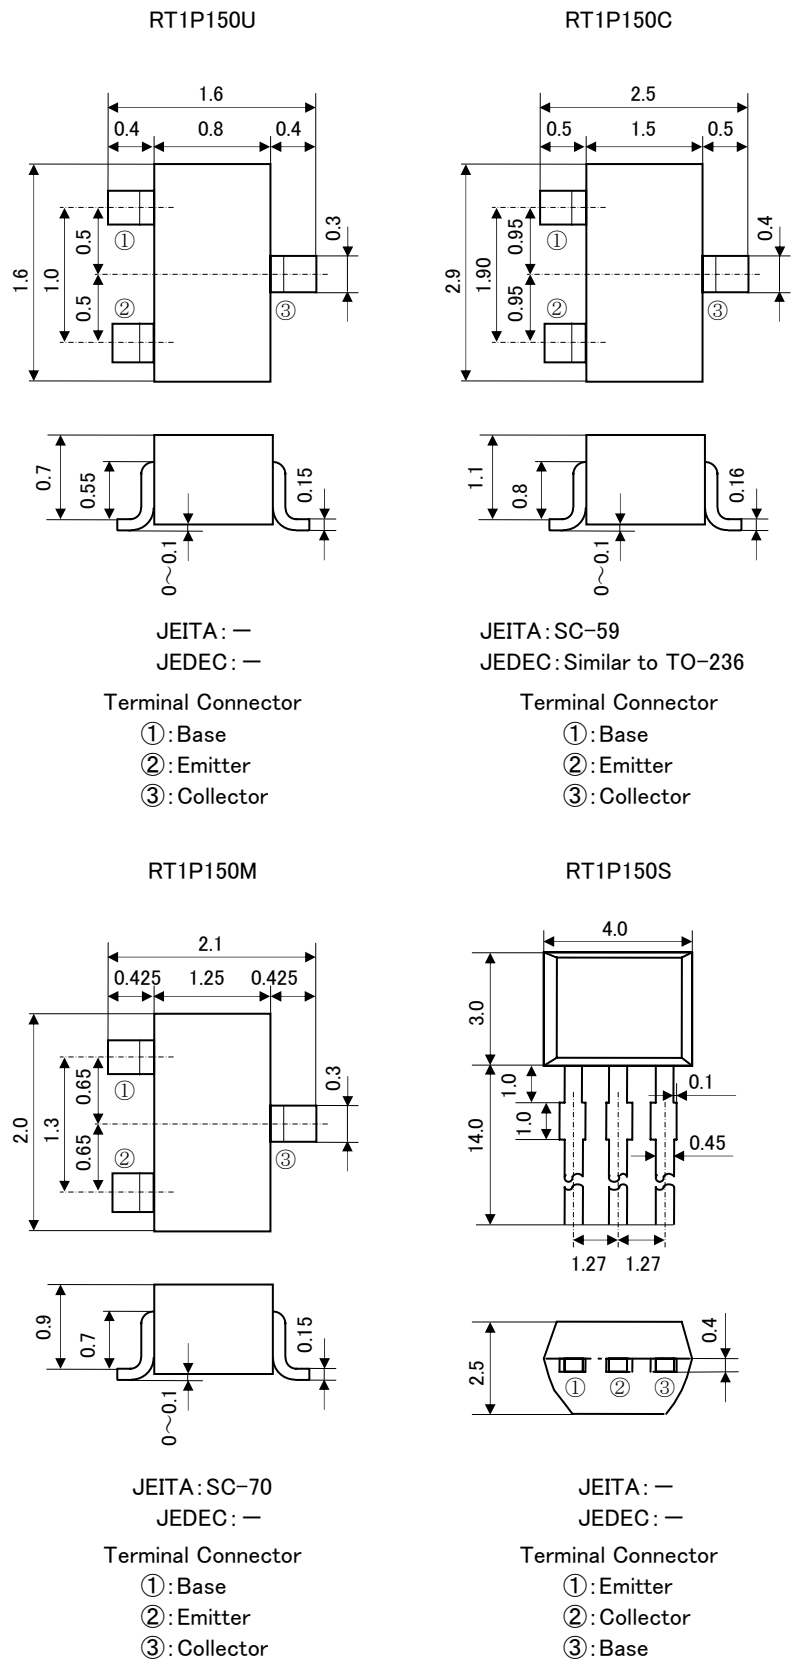 RT1P150U
1.6
0.4 0.8 0.4
①
②
③
0.5
0.5
1.0
1.6
0.3
0.7
0.55
0.15
0～0.1
JEITA：－
JEDEC：－
Terminal Connector
①：Base
②：Emitter
③：Collector
RT1P150C
2.5
0.5 1.5 0.5
①
②
③
0.95
0.95
1.90
2.9
0.4
1.1
0.8
0.16
0～0.1
JEITA：SC-59
JEDEC：Similar to TO-236
Terminal Connector
①：Base
②：Emitter
③：Collector
RT1P150M
2.1
0.425 1.25 0.425
①
②
③
0.65
0.65
1.3
2.0
0.3
0.9
0.7
0.15
0～0.1
JEITA：SC-70
JEDEC：－
Terminal Connector
①：Base
②：Emitter
③：Collector
RT1P150S
4.0
3.0
1.0
1.0
14.0
0.1
0.45
1.27 1.27
2.5
0.4
① ② ③
JEITA：－
JEDEC：－
Terminal Connector
①：Emitter
②：Collector
③：Base